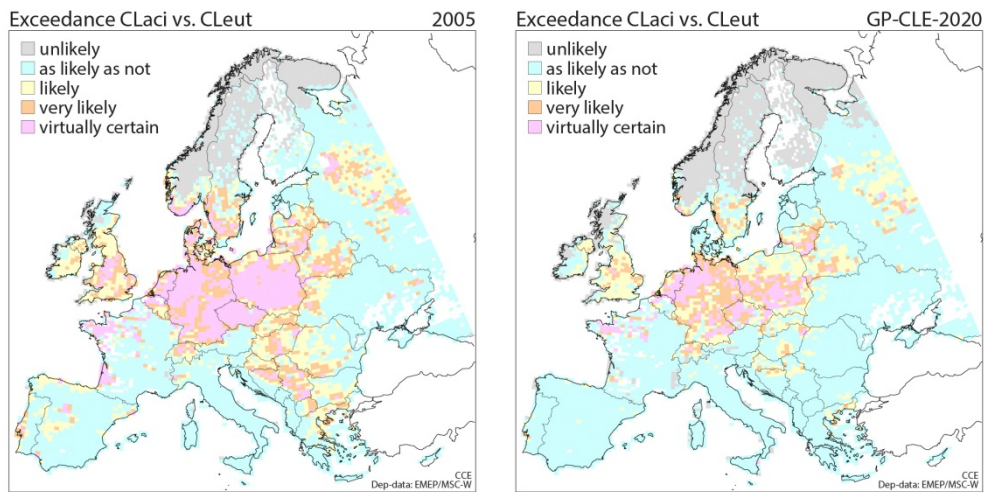 Exceedance CLaci vs. CLeut 2005
unlikely
as likely as not
likely
very likely
virtually certain
CCE
Dep-data: EMEP/MSC-W
Exceedance CLaci vs. CLeut GP-CLE-2020
unlikely
as likely as not
likely
very likely
virtually certain
CCE
Dep-data: EMEP/MSC-W